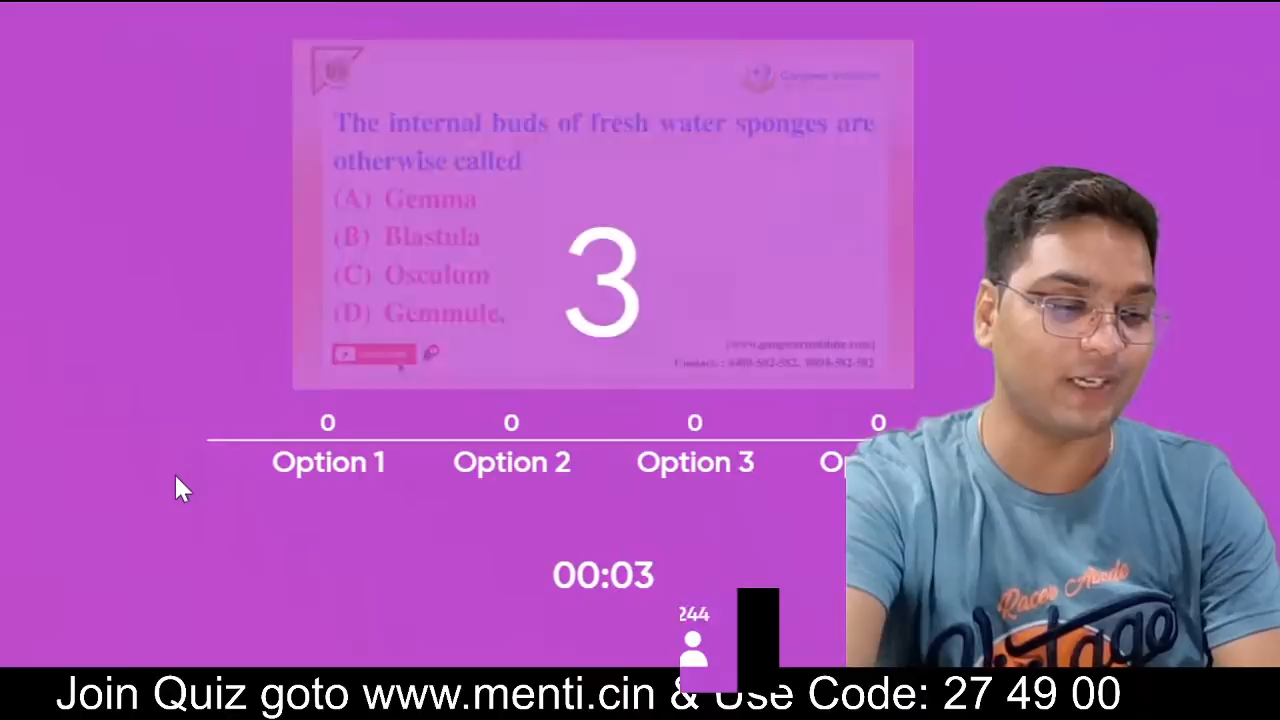 The internal buds of fresh water sponges are
otherwise called
(A) Gemma
(B) Blastula
(C) Osculum
(D) Gemmule.
3
0 0 0 0
Option 1 Option 2 Option 3 Op
00:03
244
Join Quiz goto www.menti.cin & Use Code: 27 49 00